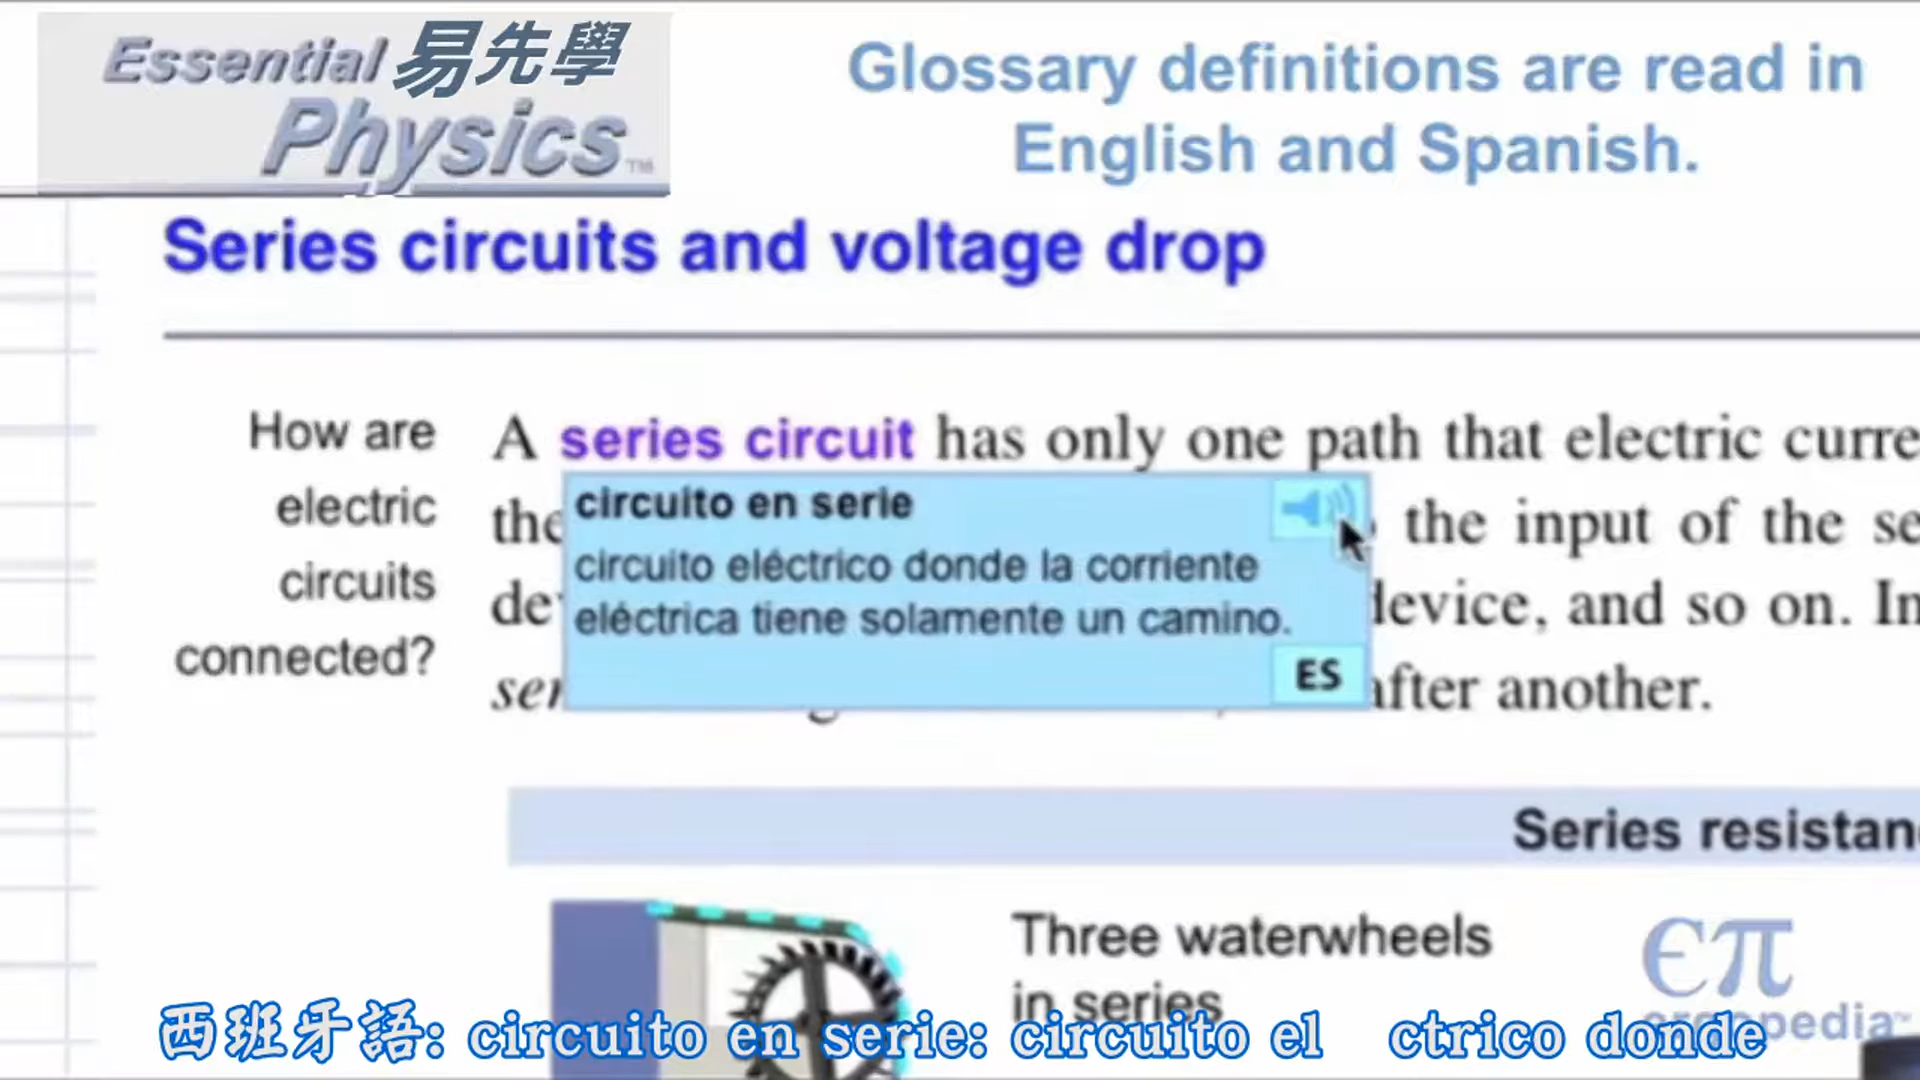 Essential 易先學
Physics™
Glossary definitions are read in
English and Spanish.
Series circuits and voltage drop
How are
electric
circuits
connected?
A series circuit has only one path that electric curre
the
the input of the se
circuito en serie
circuito eléctrico donde la corriente
eléctrica tiene solamente un camino.
ES
device, and so on. In
after another.
Series resistan
Three waterwheels
in series
єπ
西班牙語: circuito en serie: circuito el ctrico donde